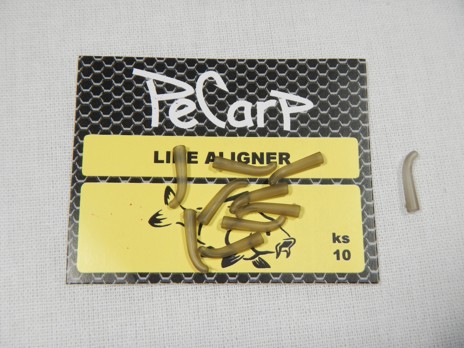 PeCarP
LINE ALIGNER
ks
10